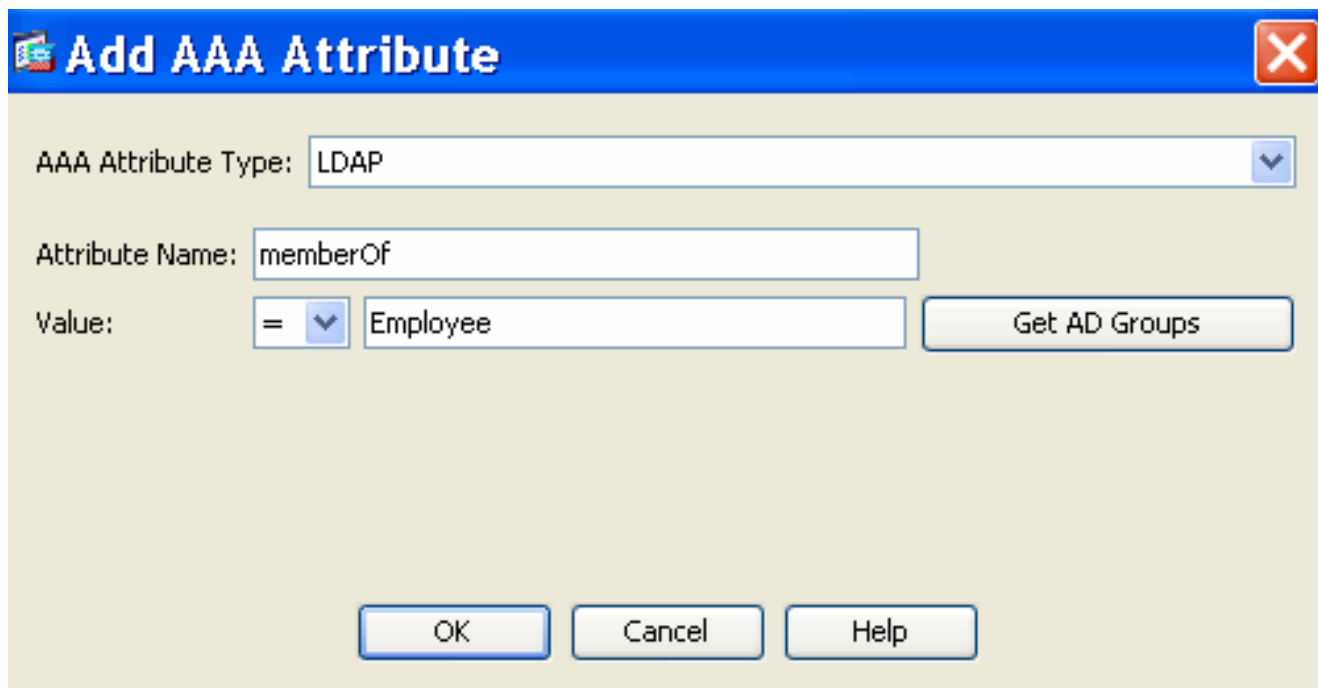 Add AAA Attribute
AAA Attribute Type: LDAP
Attribute Name: memberOf
Value: = Employee Get AD Groups
OK Cancel Help